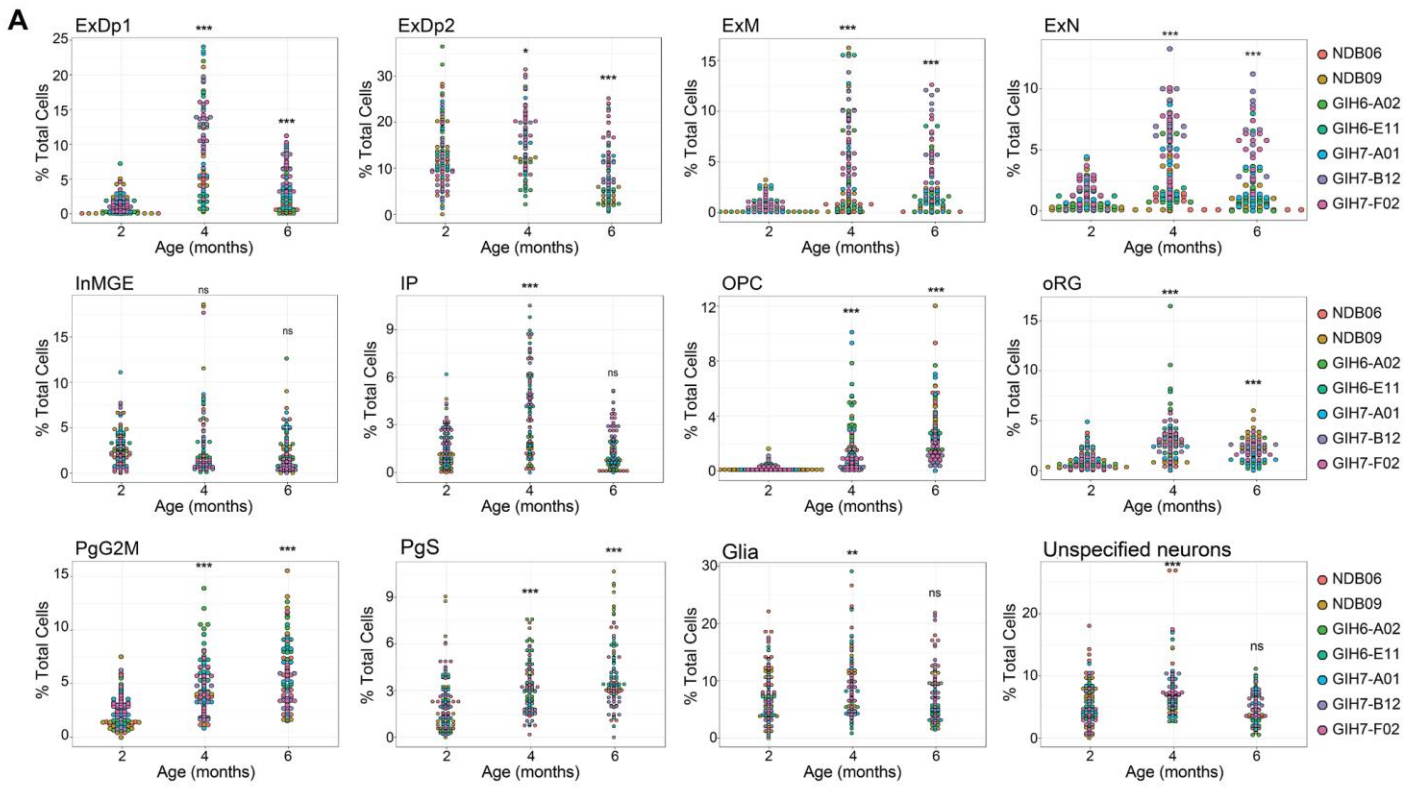 A
ExDp1
***
***
25
20
15
10
5
0
% Total Cells
2 4 6
Age (months)
ExDp2
*
***
30
20
10
0
% Total Cells
2 4 6
Age (months)
ExM
***
***
15
10
5
0
% Total Cells
2 4 6
Age (months)
ExN
***
***
10
5
0
% Total Cells
2 4 6
Age (months)
NDB06
NDB09
GIH6-A02
GIH6-E11
GIH7-A01
GIH7-B12
GIH7-F02
InMGE
ns
ns
15
10
5
0
% Total Cells
2 4 6
Age (months)
IP
***
ns
9
6
3
0
% Total Cells
2 4 6
Age (months)
OPC
***
***
12
8
4
0
% Total Cells
2 4 6
Age (months)
oRG
***
***
15
10
5
0
% Total Cells
2 4 6
Age (months)
NDB06
NDB09
GIH6-A02
GIH6-E11
GIH7-A01
GIH7-B12
GIH7-F02
PgG2M
***
***
15
10
5
0
% Total Cells
2 4 6
Age (months)
PgS
***
***
9
6
3
0
% Total Cells
2 4 6
Age (months)
Glia
**
ns
30
20
10
0
% Total Cells
2 4 6
Age (months)
Unspecified neurons
***
ns
20
10
0
% Total Cells
2 4 6
Age (months)
NDB06
NDB09
GIH6-A02
GIH6-E11
GIH7-A01
GIH7-B12
GIH7-F02